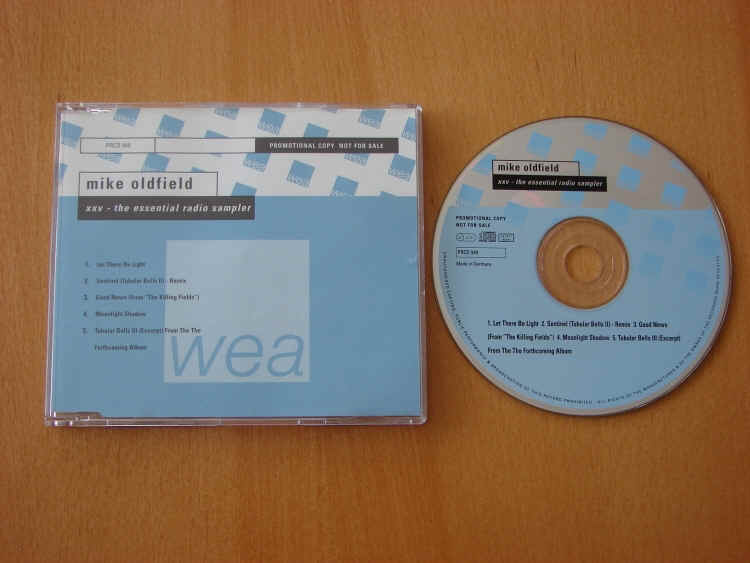 PROMOTIONAL COPY NOT FOR SALE
mike oldfield
xxv - the essential radio sampler
1. Let There Be Light
2. Sentinel (Tubular Bells II) - Remix
3. Good News (From "The Killing Fields")
4. Moonlight Shadow
5. Tubular Bells III (Excerpt) From The The
Forthcoming Album
wea
mike oldfield
xxv - the essential radio sampler
PROMOTIONAL COPY
NOT FOR SALE
Made in Germany
1. Let There Be Light 2. Sentinel (Tubular Bells II) - Remix 3. Good News
(From "The Killing Fields") 4. Moonlight Shadow 5. Tubular Bells III (Excerpt)
From The The Forthcoming Album